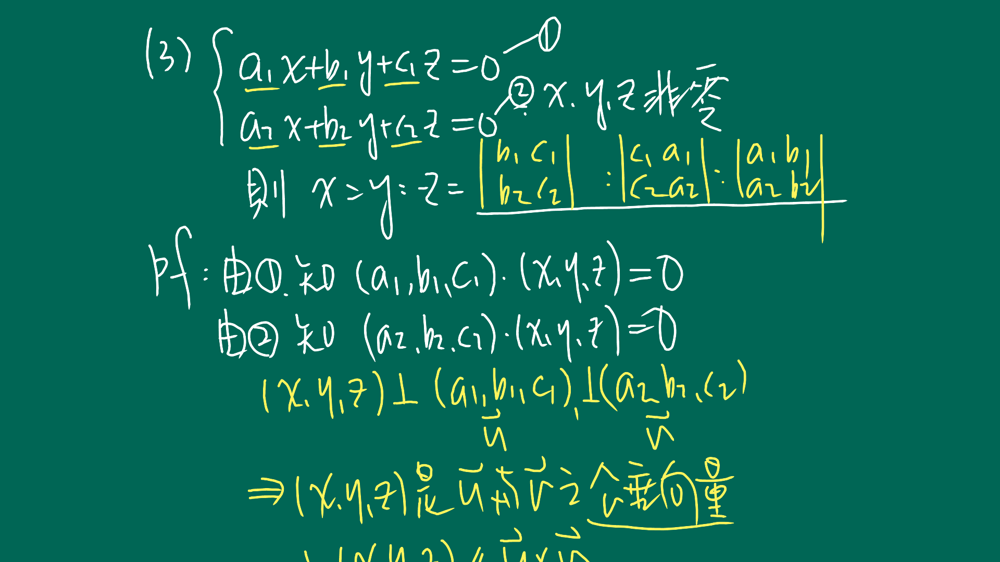 (3) { a₁x+b₁y+c₁z=0 —①
a₂x+b₂y+c₂z=0 —② x,y,z非零
则 x:y:z= |b₁ c₁; b₂ c₂| : |c₁ a₁; c₂ a₂| : |a₁ b₁; a₂ b₂|
pf: 由①知 (a₁,b₁,c₁)·(x,y,z)=0
由②知 (a₂,b₂,c₂)·(x,y,z)=0
(x,y,z)⊥(a₁,b₁,c₁),⊥(a₂,b₂,c₂)
u⃗ v⃗
⇒(x,y,z)是u⃗与v⃗之公垂向量
(x,y,z)//u⃗×v⃗